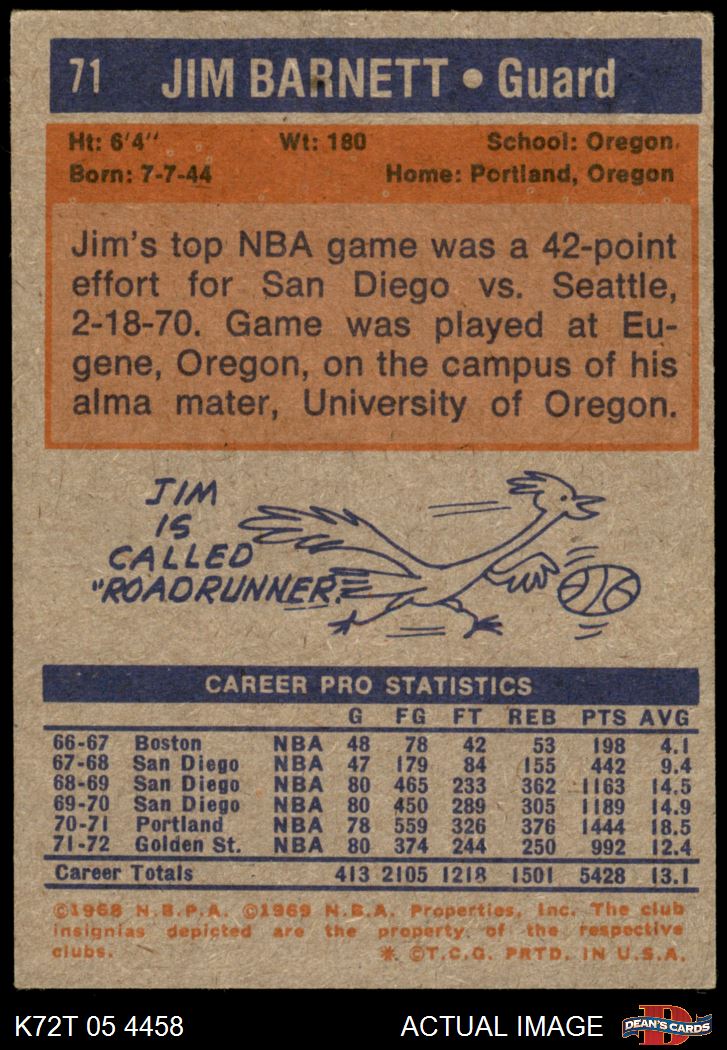 71 JIM BARNETT • Guard
Ht: 6'4" Wt: 180 School: Oregon
Born: 7-7-44 Home: Portland, Oregon
Jim's top NBA game was a 42-point
effort for San Diego vs. Seattle,
2-18-70. Game was played at Eu-
gene, Oregon, on the campus of his
alma mater, University of Oregon.
JIM
IS
CALLED
"ROADRUNNER."
CAREER PRO STATISTICS
G FG FT REB PTS AVG
66-67 Boston NBA 48 78 42 53 198 4.1
67-68 San Diego NBA 47 179 84 155 442 9.4
68-69 San Diego NBA 80 465 233 362 1163 14.5
69-70 San Diego NBA 80 450 289 305 1189 14.9
70-71 Portland NBA 78 559 326 376 1444 18.5
71-72 Golden St. NBA 80 374 244 250 992 12.4
Career Totals 413 2105 1218 1501 5428 13.1
©1968 N.B.P.A. ©1969 N.B.A. Properties, Inc. The club
insignias depicted are the property of the respective
clubs. * ©T.C.G. PRTD. IN U.S.A.
K72T 05 4458 ACTUAL IMAGE D DEAN'S CARDS